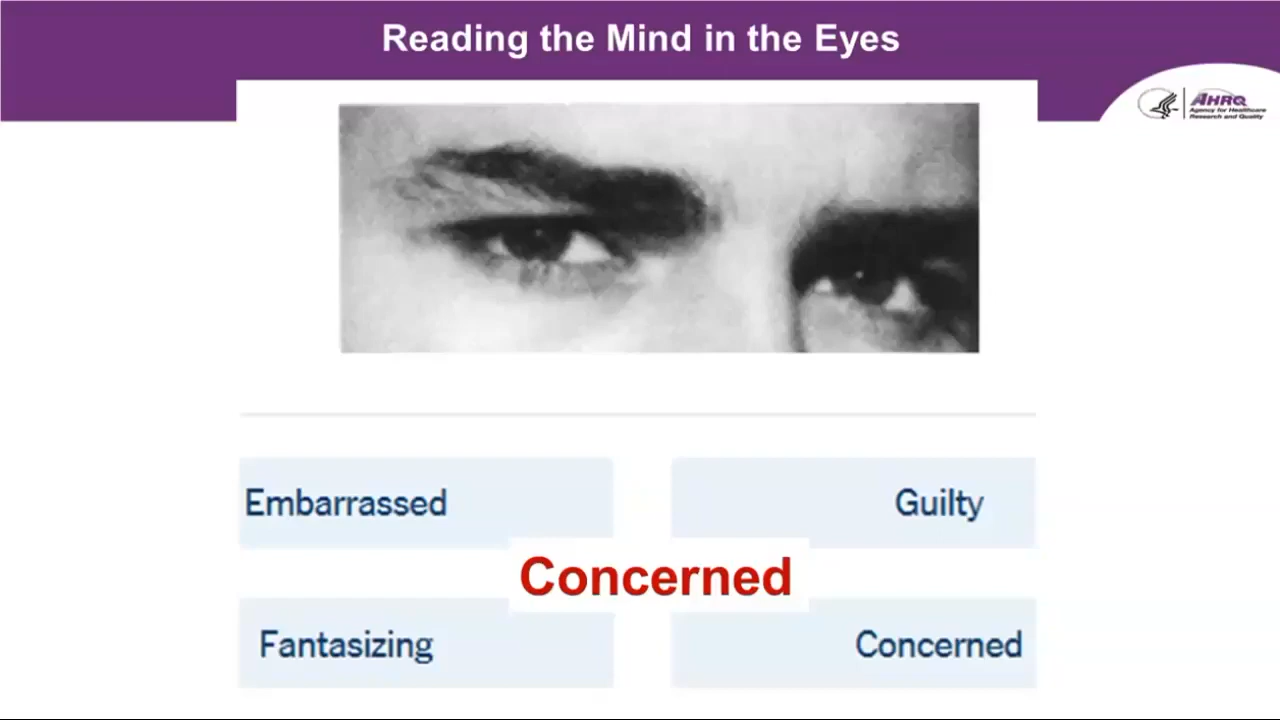 Reading the Mind in the Eyes
AHRQ
Agency for Healthcare
Research and Quality
Embarrassed
Guilty
Concerned
Fantasizing
Concerned